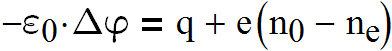 -ε₀·Δφ = q + e(n₀ − nₑ)